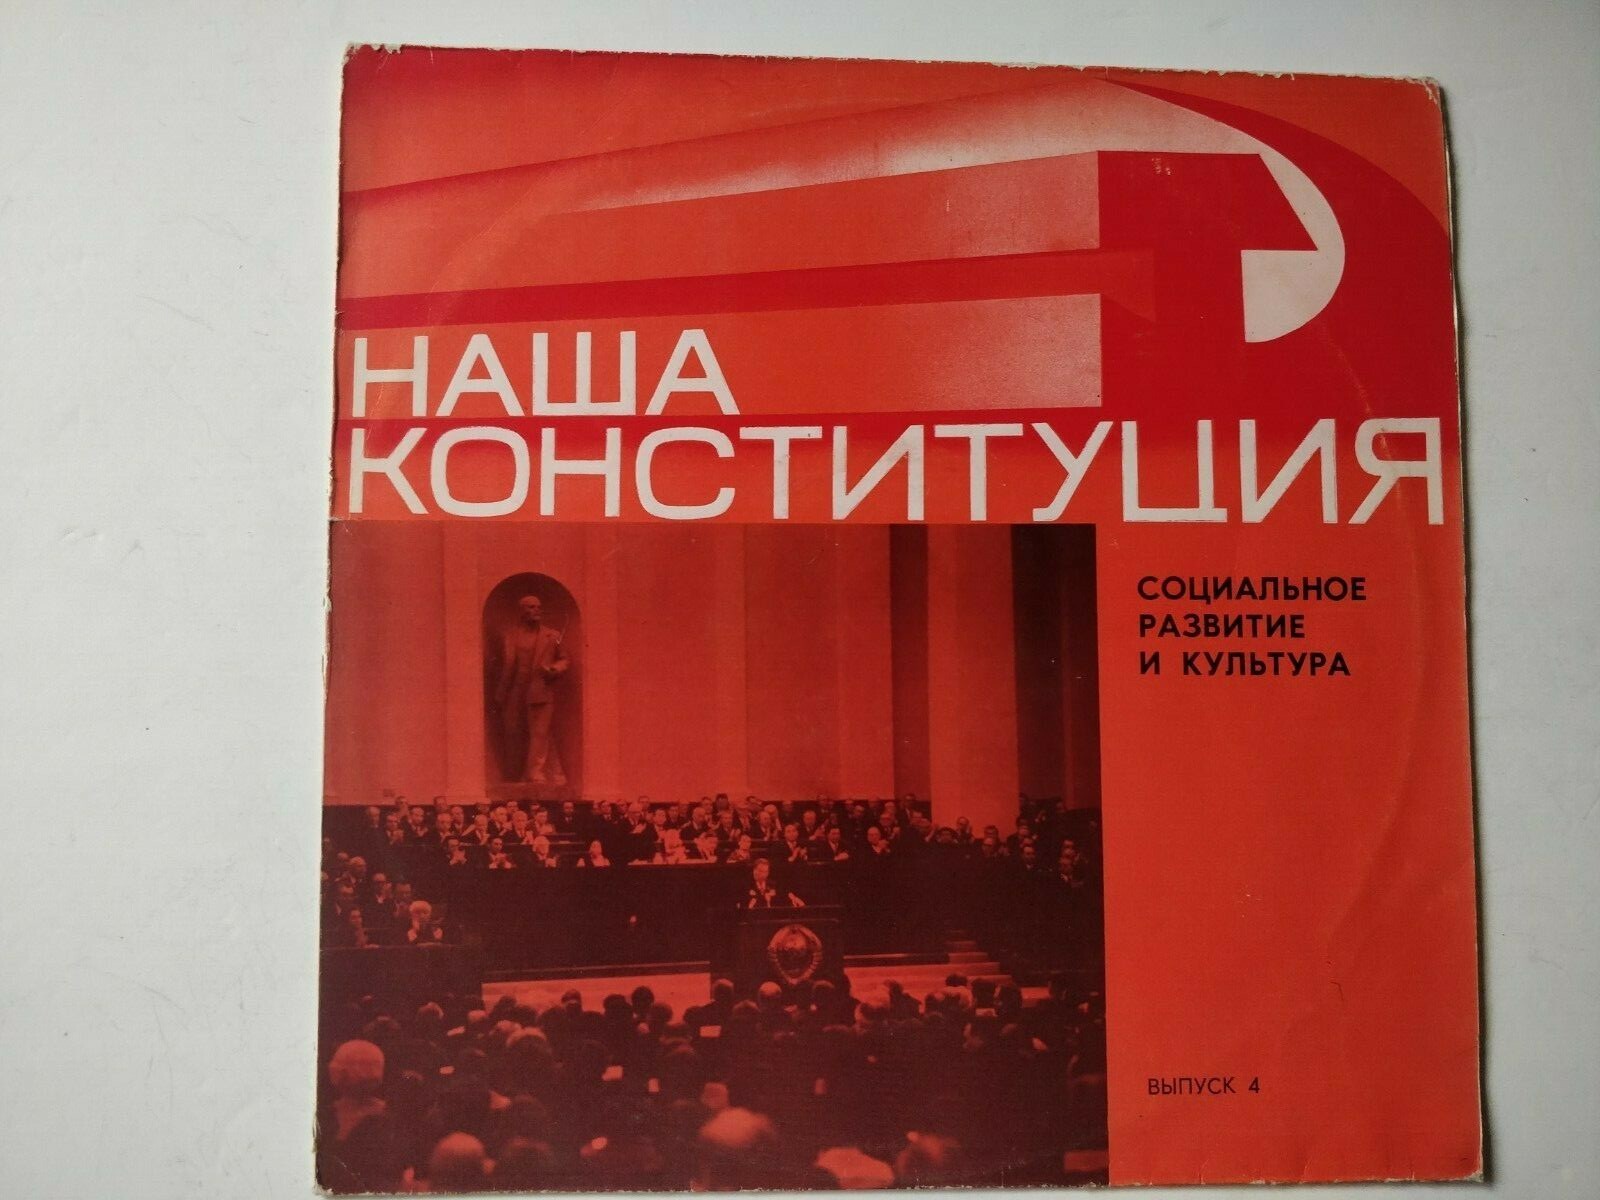 НАША
КОНСТИТУЦИЯ
СОЦИАЛЬНОЕ
РАЗВИТИЕ
И КУЛЬТУРА
ВЫПУСК 4